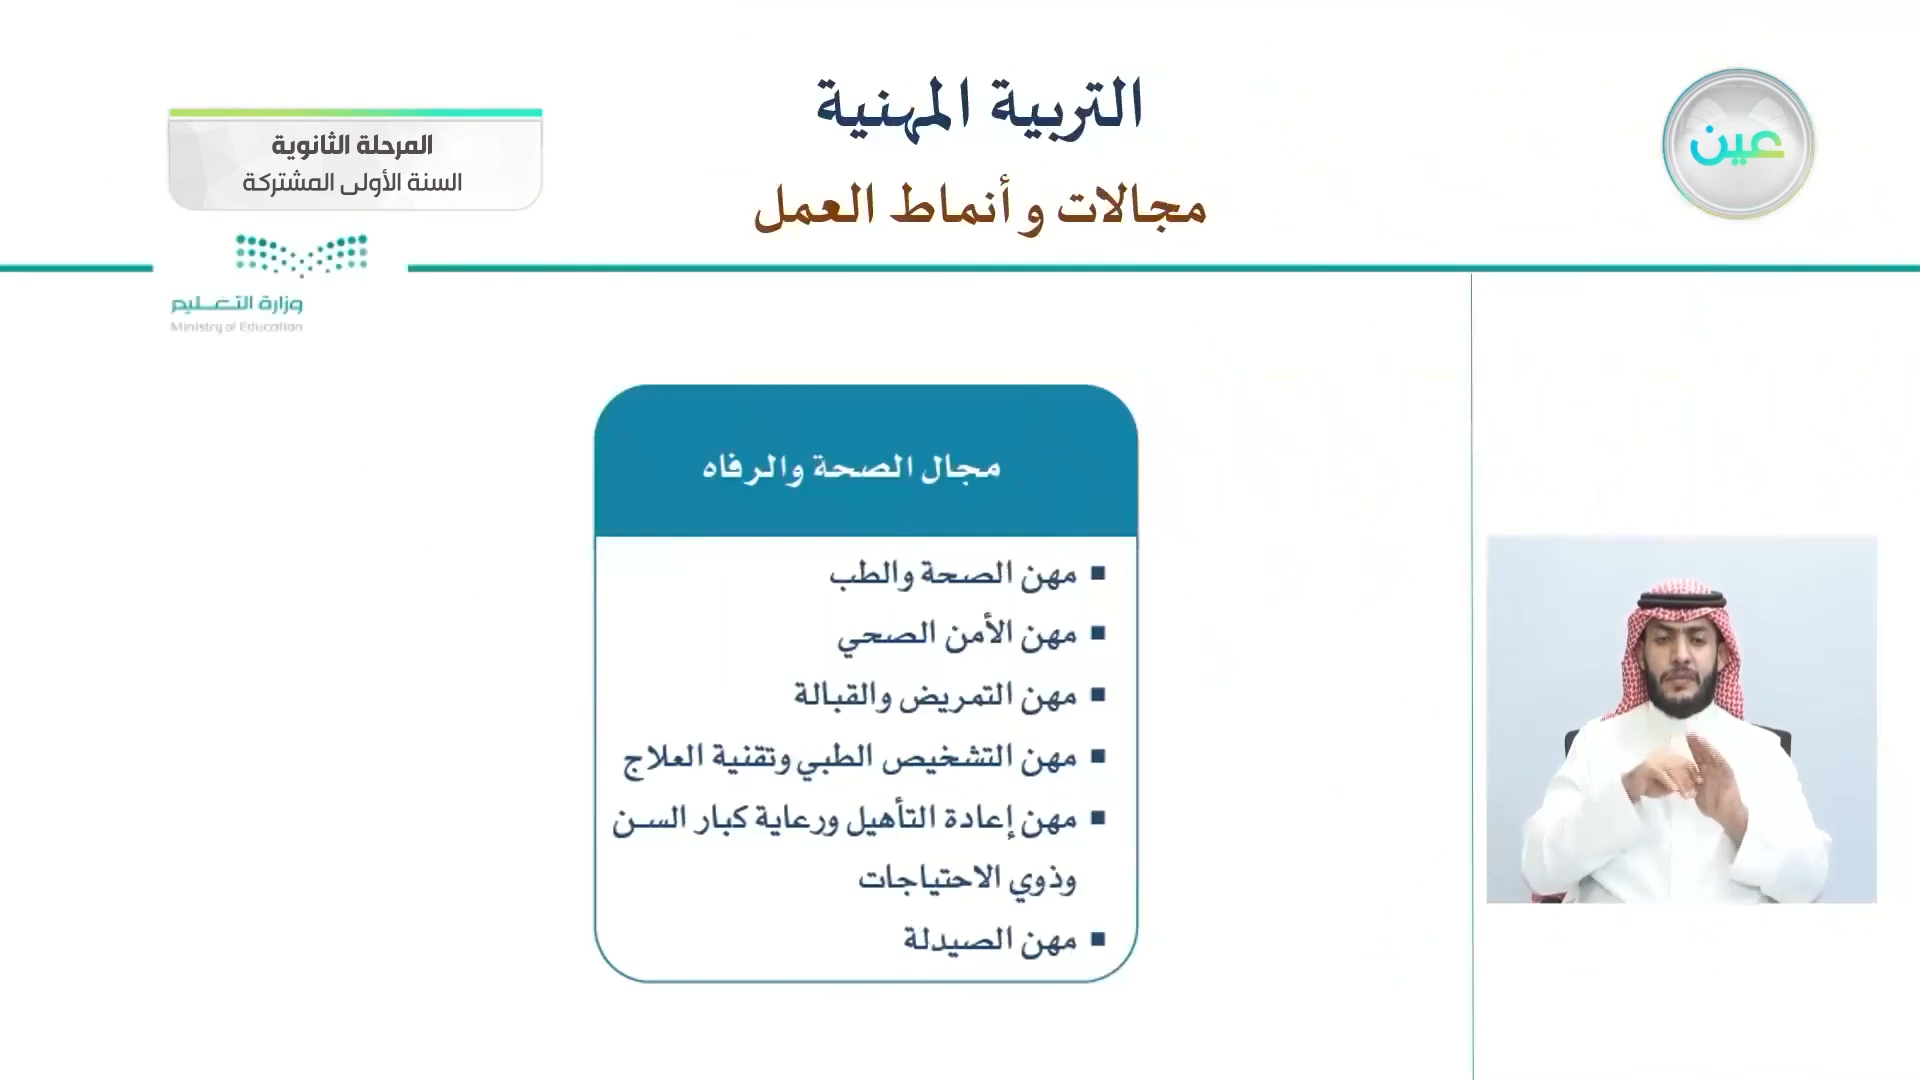 التربية المهنية
مجالات وأنماط العمل
عين
المرحلة الثانوية
السنة الأولى المشتركة
وزارة التعليم
Ministry of Education
مجال الصحة والرفاه
▪ مهن الصحة والطب
▪ مهن الأمن الصحي
▪ مهن التمريض والقبالة
▪ مهن التشخيص الطبي وتقنية العلاج
▪ مهن إعادة التأهيل ورعاية كبار السن
وذوي الاحتياجات
▪ مهن الصيدلة